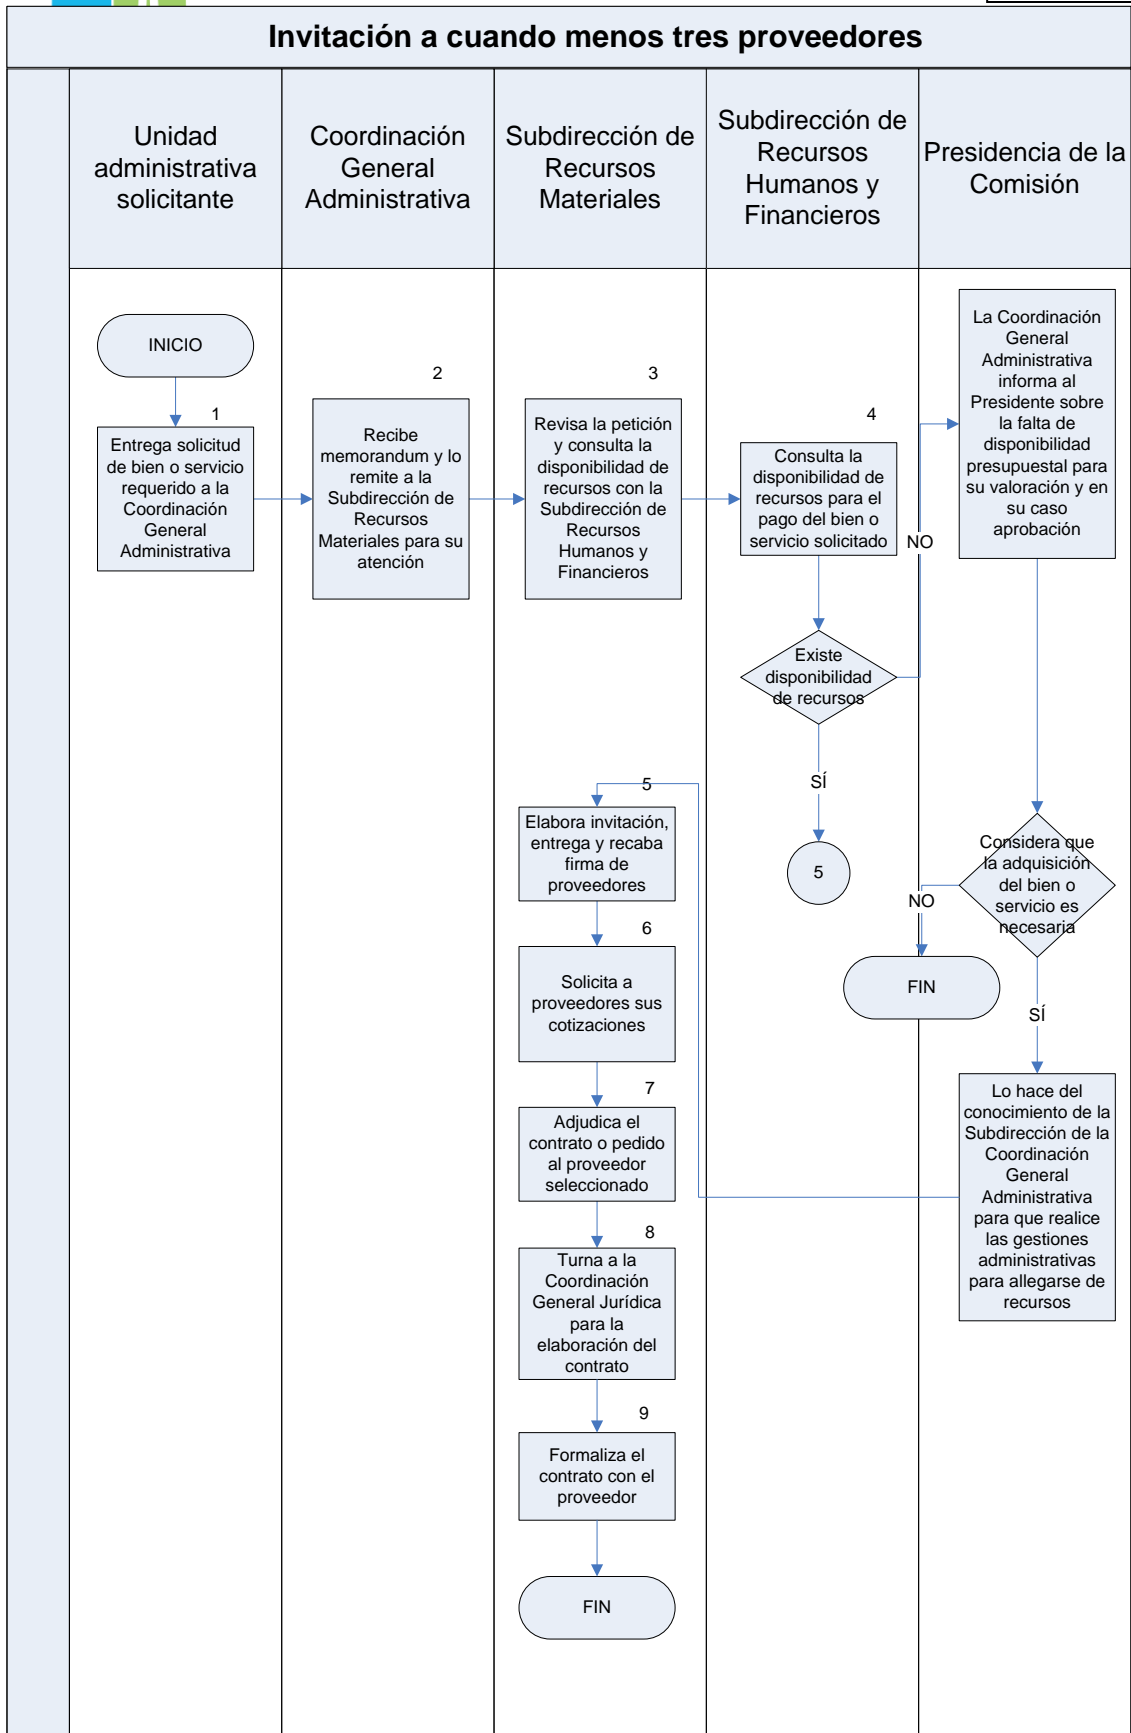 Invitación a cuando menos tres proveedores
Unidad
administrativa
solicitante
Coordinación
General
Administrativa
Subdirección de
Recursos
Materiales
Subdirección de
Recursos
Humanos y
Financieros
Presidencia de la
Comisión
INICIO
1
Entrega solicitud
de bien o servicio
requerido a la
Coordinación
General
Administrativa
2
Recibe
memorandum y lo
remite a la
Subdirección de
Recursos
Materiales para su
atención
3
Revisa la petición
y consulta la
disponibilidad de
recursos con la
Subdirección de
Recursos
Humanos y
Financieros
4
Consulta la
disponibilidad de
recursos para el
pago del bien o
servicio solicitado
NO
La Coordinación
General
Administrativa
informa al
Presidente sobre
la falta de
disponibilidad
presupuestal para
su valoración y en
su caso
aprobación
Existe
disponibilidad
de recursos
SÍ
5
5
Elabora invitación,
entrega y recaba
firma de
proveedores
Considera que
la adquisición
del bien o
servicio es
necesaria
NO
FIN
SÍ
6
Solicita a
proveedores sus
cotizaciones
7
Adjudica el
contrato o pedido
al proveedor
seleccionado
Lo hace del
conocimiento de la
Subdirección de la
Coordinación
General
Administrativa
para que realice
las gestiones
administrativas
para allegarse de
recursos
8
Turna a la
Coordinación
General Jurídica
para la
elaboración del
contrato
9
Formaliza el
contrato con el
proveedor
FIN